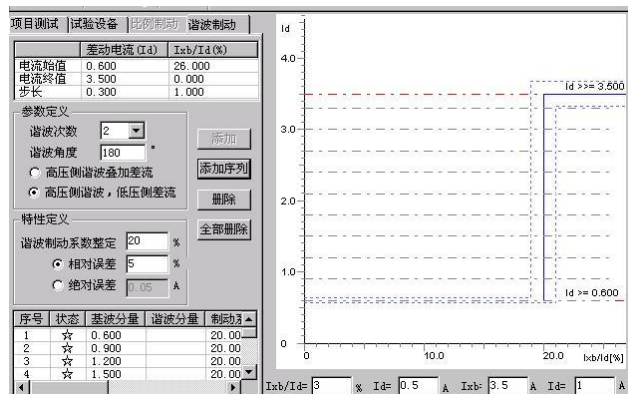 项目测试 试验设备 比例制动 谐波制动
差动电流(Id) Ixb/Id(%)
电流始值 0.600 26.000
电流终值 3.500 0.000
步长 0.300 1.000
参数定义
谐波次数 2
谐波角度 180 °
高压侧谐波叠加差流
高压侧谐波，低压侧差流
添加
添加序列
删除
全部删除
特性定义
谐波制动系数整定 20 %
相对误差 5 %
绝对误差 0.05 A
序号 状态 基波分量 谐波分量 制动
1 ☆ 0.600 20.00
2 ☆ 0.900 20.00
3 ☆ 1.200 20.00
4 ☆ 1.500 20.00
Id
4.0
Id >>= 3.500
3.0
2.0
1.0
Id >= 0.600
0
0 10.0 20.0 Ixb/Id[%]
Ixb/Id= 3 % Id= 0.5 A Ixb= 3.5 A Id= 1 A